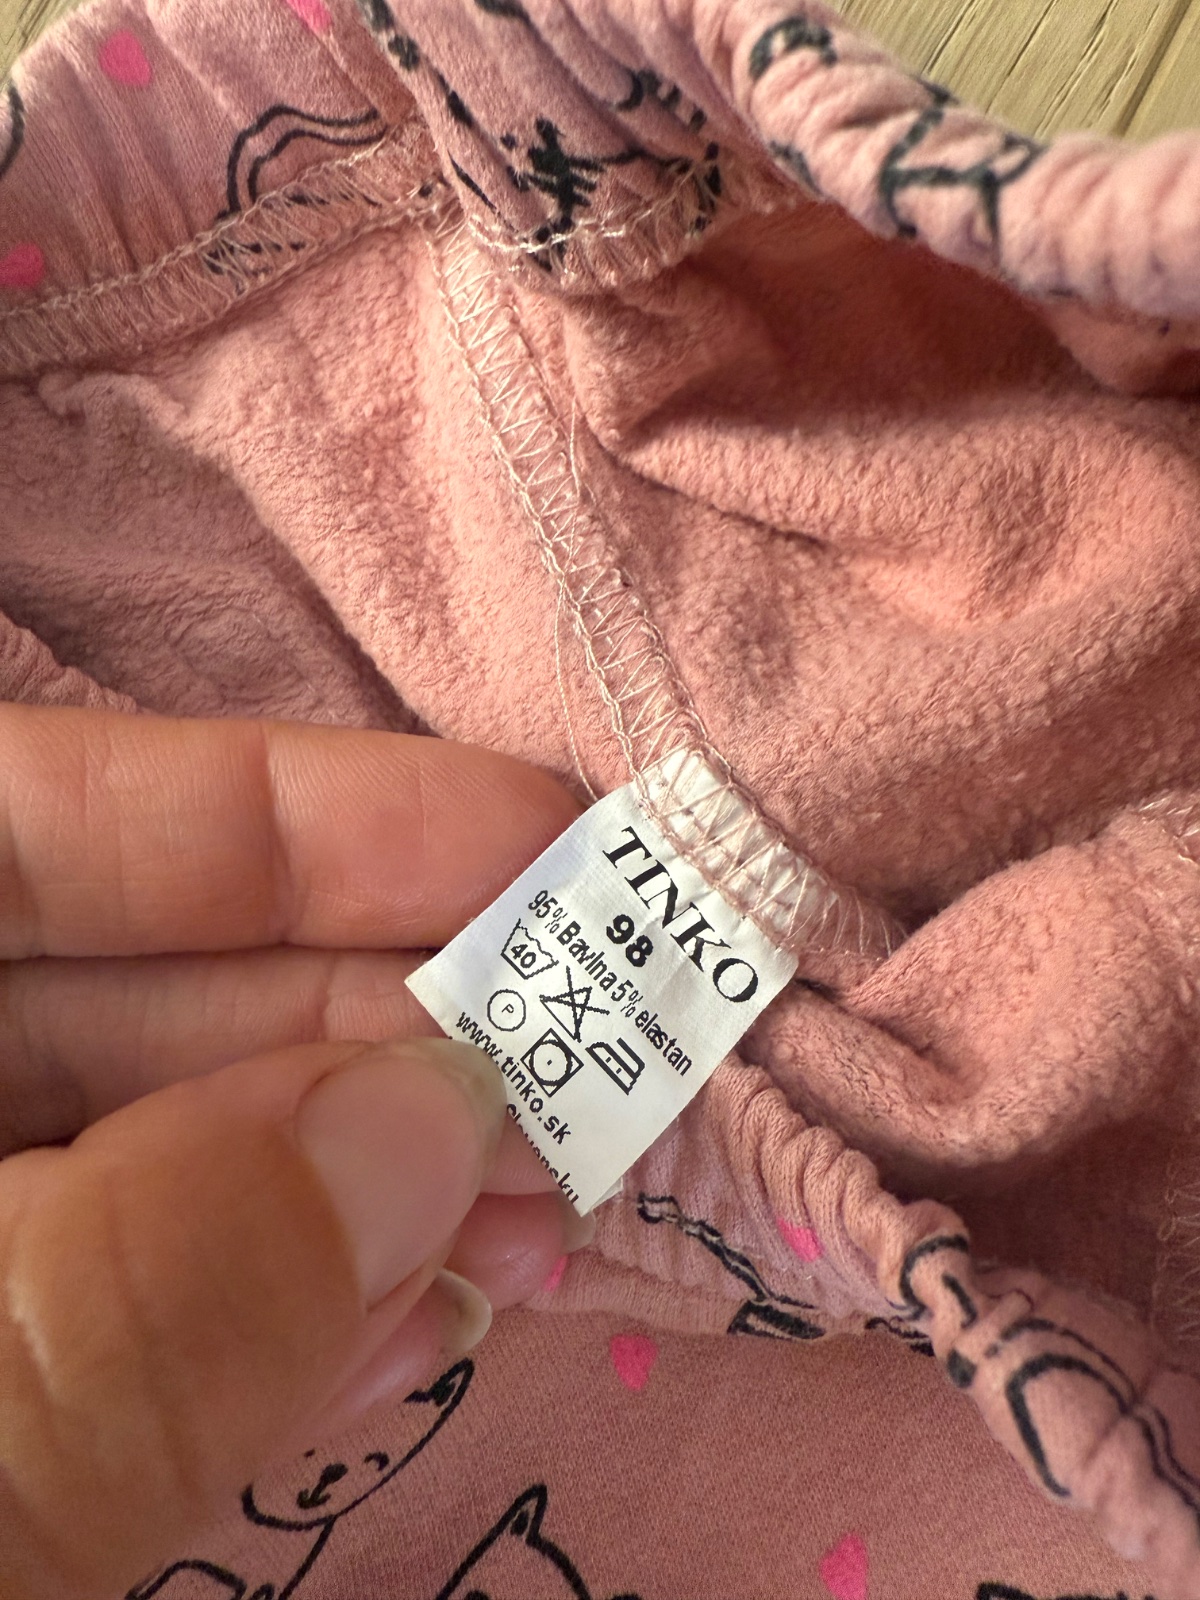 TINKO
98
95% Bavlna 5% elastan
40
P
www.tinko.sk